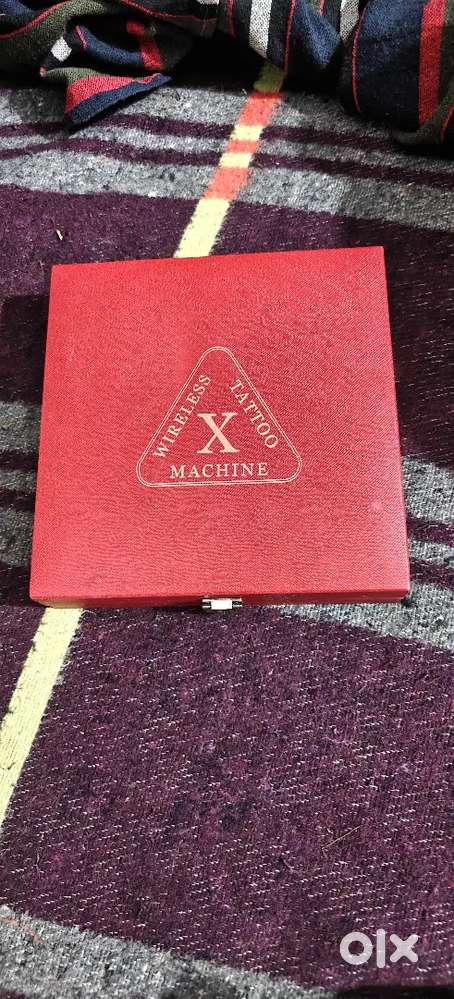 WIRELESS
TATTOO
X
MACHINE
olx